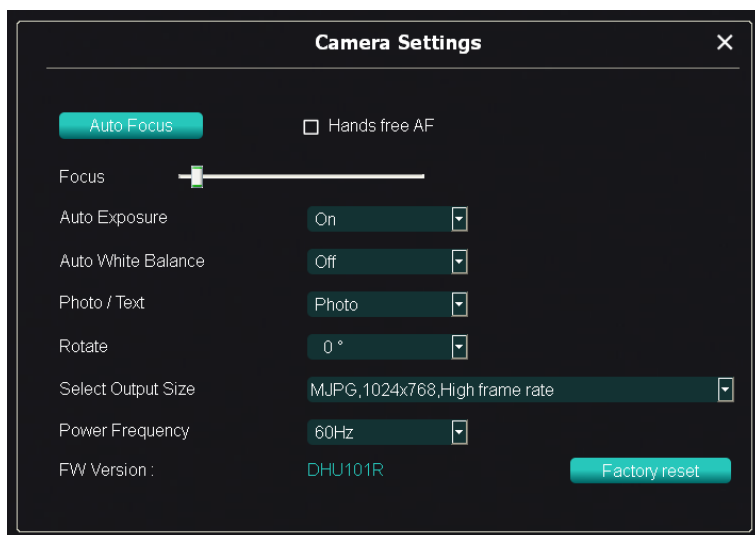 Camera Settings
Auto Focus Hands free AF
Focus
Auto Exposure On
Auto White Balance Off
Photo / Text Photo
Rotate 0 °
Select Output Size MJPG,1024x768,High frame rate
Power Frequency 60Hz
FW Version : DHU101R Factory reset